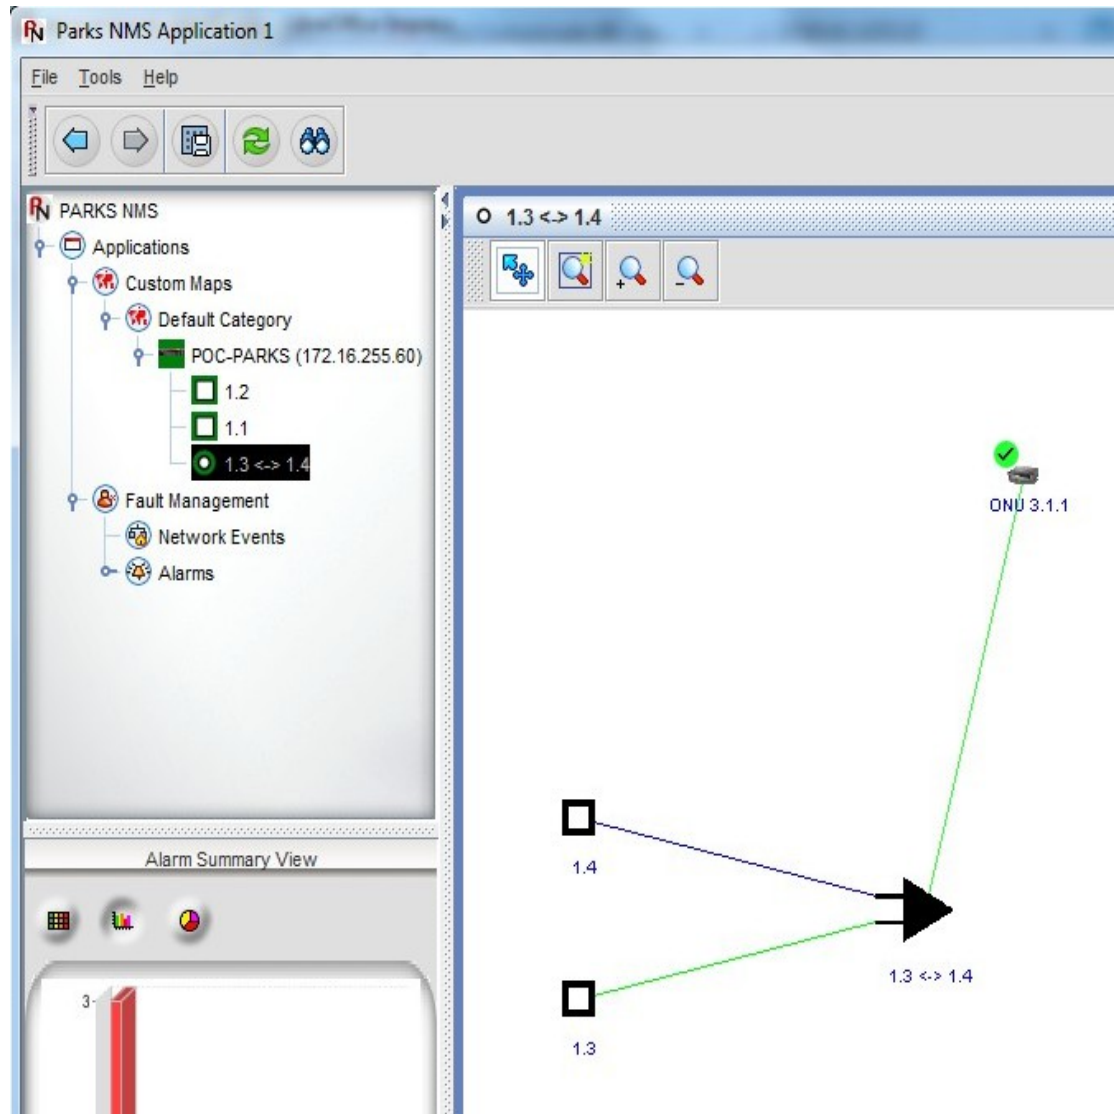 Parks NMS Application 1
File Tools Help
PARKS NMS
Applications
Custom Maps
Default Category
POC-PARKS (172.16.255.60)
1.2
1.1
1.3 <-> 1.4
Fault Management
Network Events
Alarms
Alarm Summary View
3
1.3 <-> 1.4
ONU 3.1.1
1.4
1.3 <-> 1.4
1.3